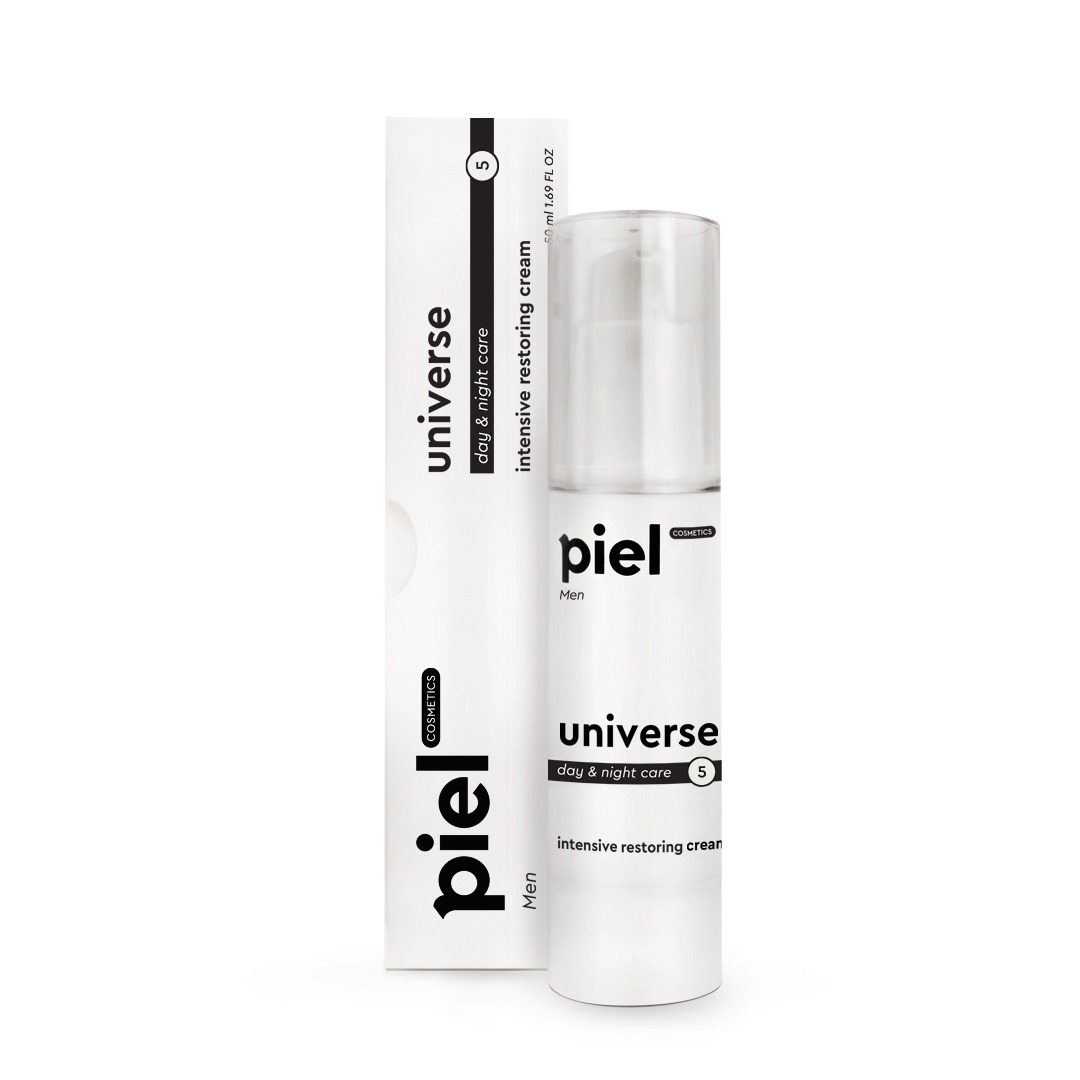 universe
day & night care 5
intensive restoring cream
50 ml 1.69 FL OZ
piel COSMETICS
Men
piel COSMETICS
Men
universe
day & night care 5
intensive restoring crean